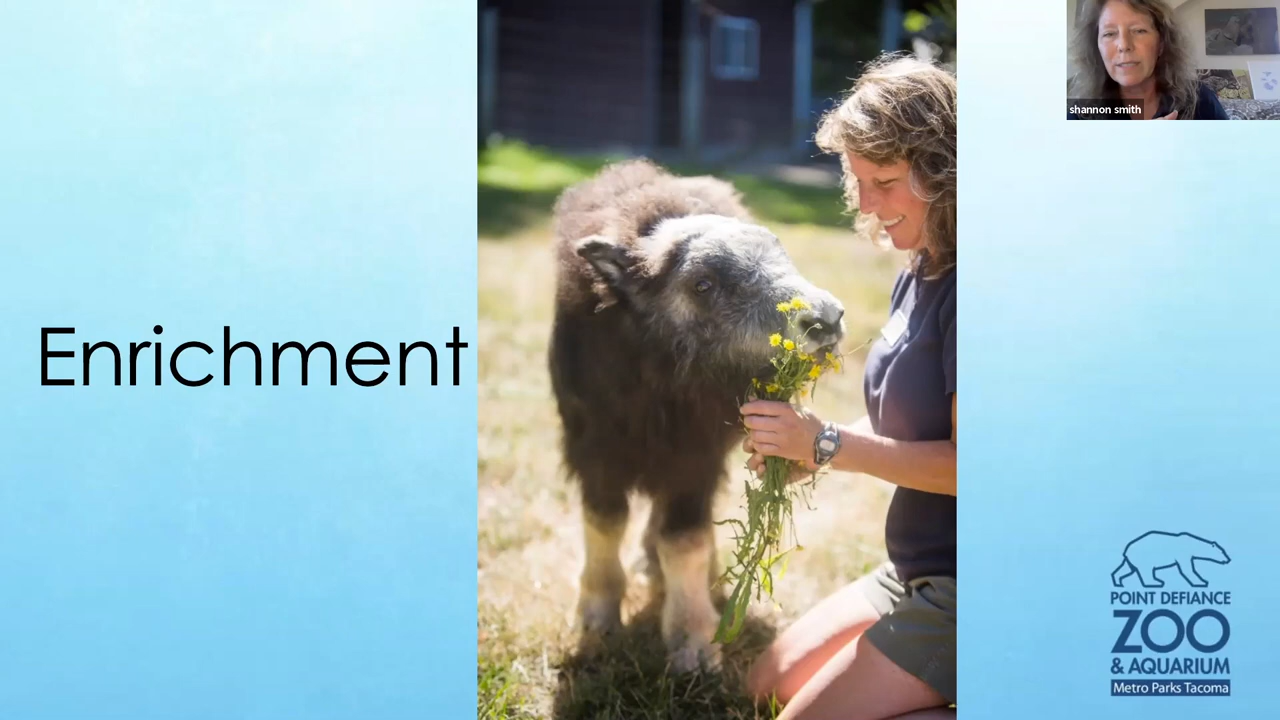 shannon smith
Enrichment
POINT DEFIANCE
ZOO
& AQUARIUM
Metro Parks Tacoma